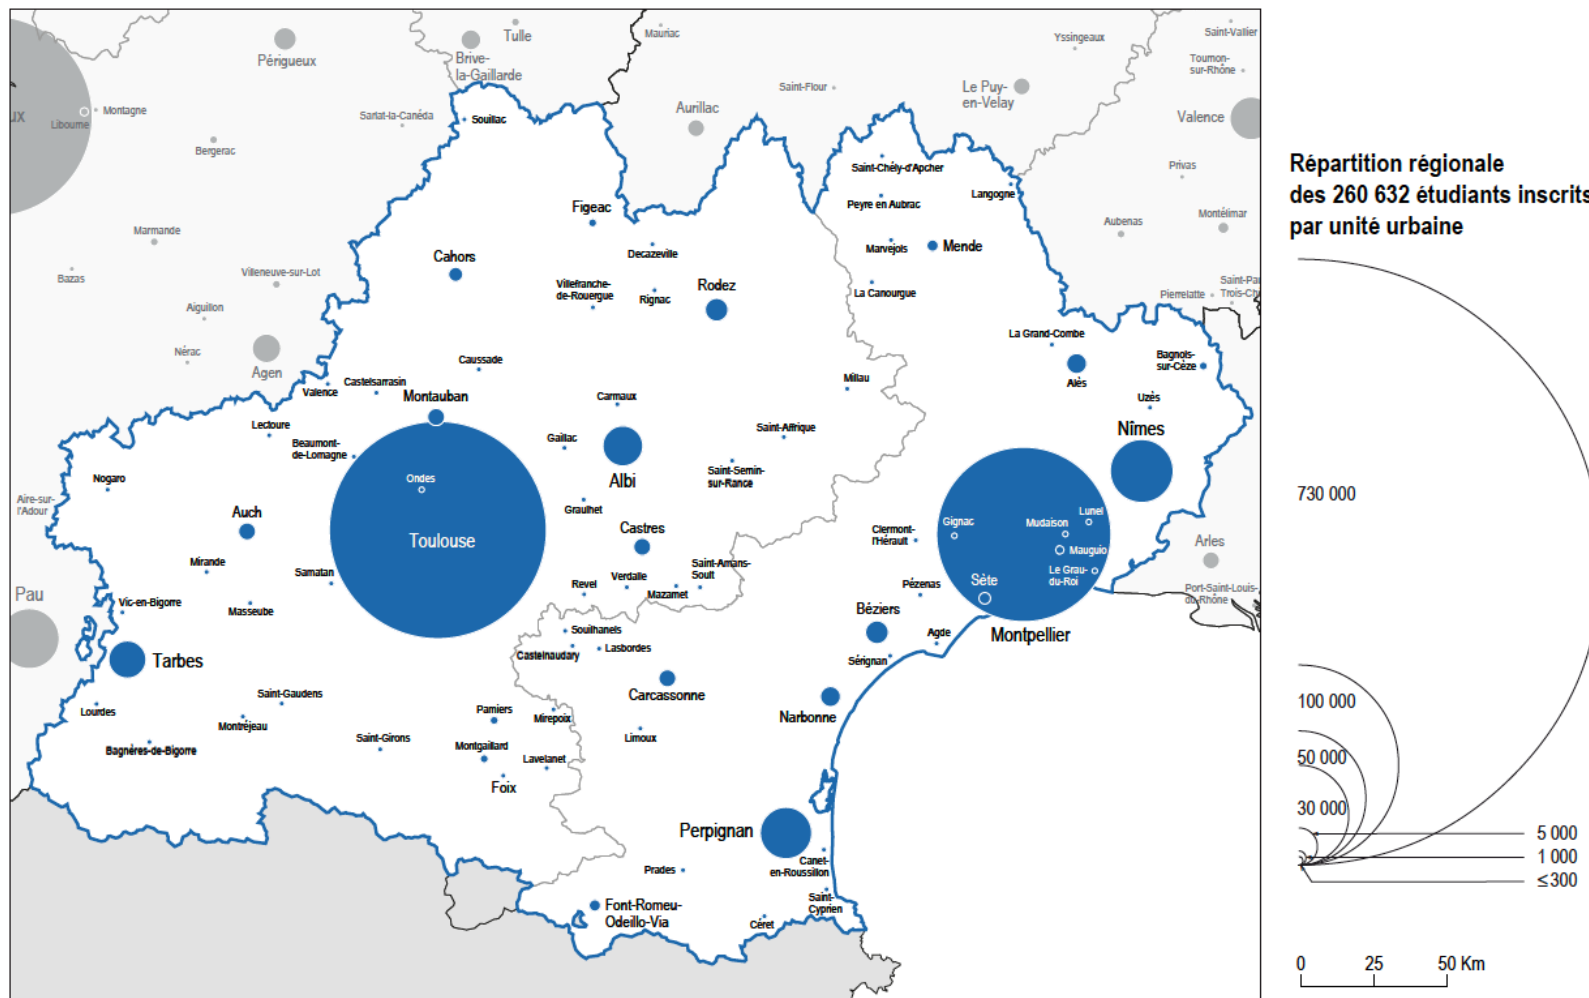 Tulle
Mauriac
Yssingeaux
Saint-Vallier
Périgueux
Brive-
la-Gaillarde
Tournon-
sur-Rhône
Saint-Flour
Le Puy-
en-Velay
ux
Montagne
Libourne
Sarlat-la-Canéda
Souillac
Aurillac
Valence
Bergerac
Saint-Chély-d'Apcher
Privas
Langogne
Peyre en Aubrac
Figeac
Marmande
Decazeville
Marvejols
Mende
Aubenas
Montélimar
Cahors
Bazas
Villeneuve-sur-Lot
Villefranche-
de-Rouergue
Rignac
Rodez
La Canourgue
Pierrelatte
Saint-Pa
Trois-Ch
Aiguillon
La Grand-Combe
Nérac
Agen
Caussade
Bagnols-
sur-Cèze
Valence
Castelsarrasin
Millau
Alès
Montauban
Carmaux
Uzès
Lectoure
Beaumont-
de-Lomagne
Gaillac
Saint-Affrique
Nîmes
Nogaro
Ondes
Albi
Saint-Sernin-
sur-Rance
Aire-sur-
l'Adour
Auch
Graulhet
Toulouse
Castres
Clermont-
l'Hérault
Gignac
Mudaison
Lunel
Mauguio
Arles
Mirande
Samatan
Saint-Amans-
Soult
Le Grau-
du-Roi
Pau
Revel
Verdalle
Mazamet
Pézenas
Sète
Port-Saint-Louis-
du-Rhône
Vic-en-Bigorre
Masseube
Béziers
Souilhanels
Agde
Montpellier
Tarbes
Castelnaudary
Lasbordes
Sérignan
Carcassonne
Saint-Gaudens
Lourdes
Montréjeau
Pamiers
Mirepoix
Narbonne
Bagnères-de-Bigorre
Saint-Girons
Montgaillard
Limoux
Lavelanet
Foix
Perpignan
Prades
Canet-
en-Roussillon
Font-Romeu-
Odeillo-Via
Saint-
Cyprien
Céret
Répartition régionale
des 260 632 étudiants inscrits
par unité urbaine
730 000
100 000
50 000
30 000
5 000
1 000
≤300
0 25 50 Km